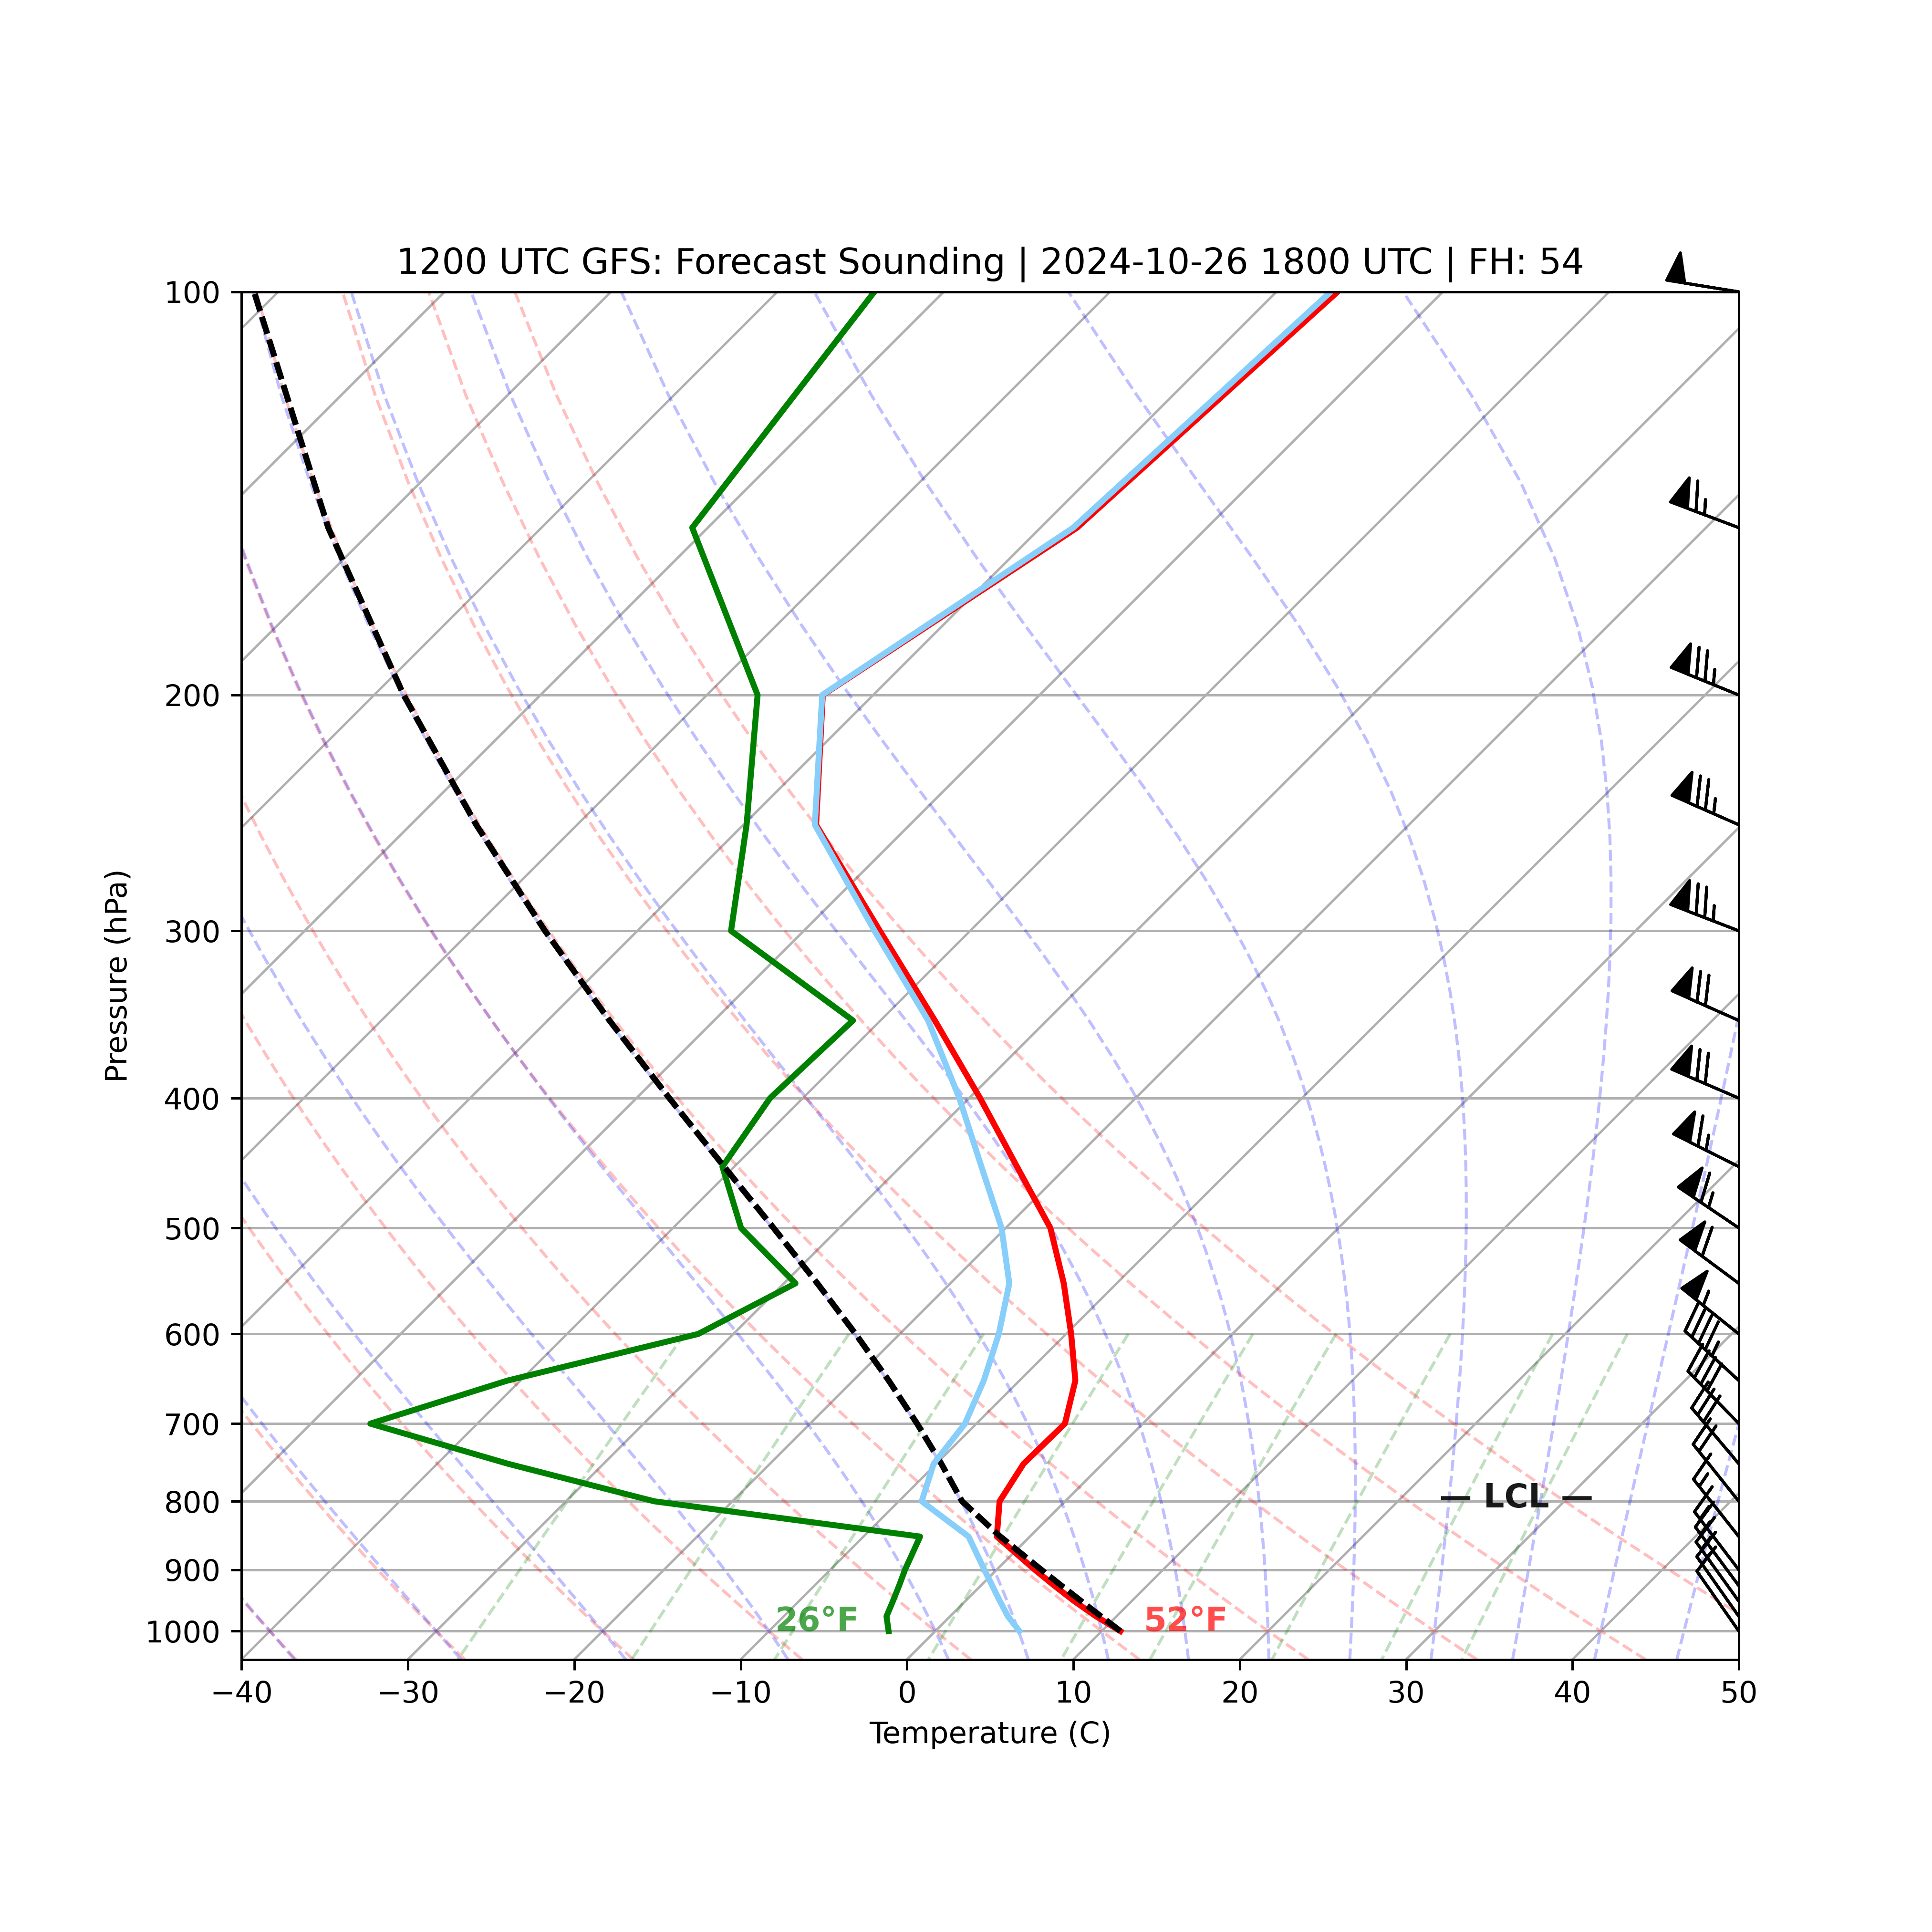 1200 UTC GFS: Forecast Sounding | 2024-10-26 1800 UTC | FH: 54
100
200
300
400
500
600
700
800
900
1000
Pressure (hPa)
— LCL —
26°F
52°F
−40 −30 −20 −10 0 10 20 30 40 50
Temperature (C)